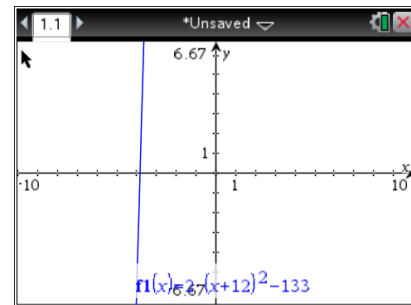 1.1 *Unsaved
6.67 y
1
x
-10 1 10
-6.67
f1(x)=2·(x+12)²-133